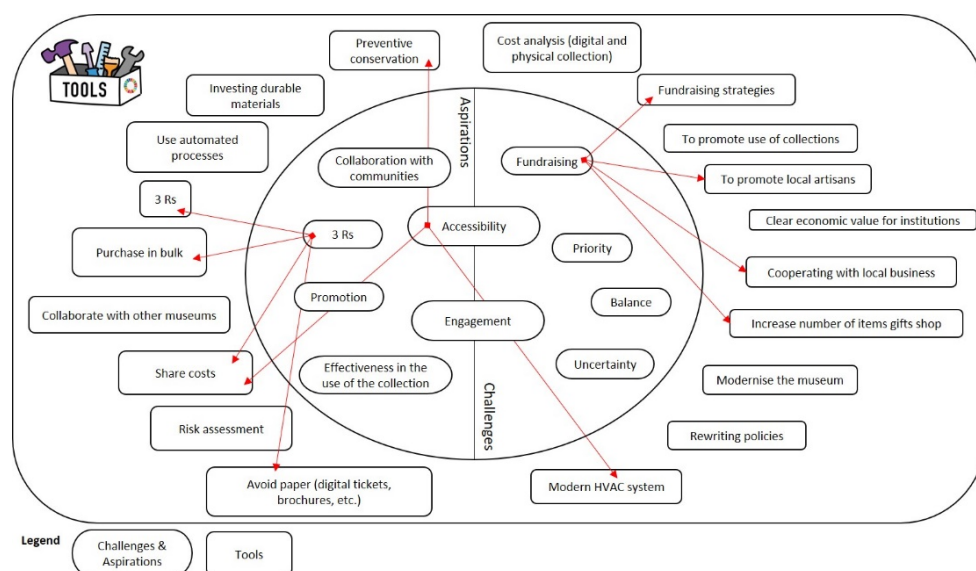 TOOLS
Preventive
conservation
Cost analysis (digital and
physical collection)
Investing durable
materials
Fundraising strategies
Use automated
processes
Aspirations
To promote use of collections
Collaboration with
communities
Fundraising
To promote local artisans
3 Rs
3 Rs
Accessibility
Clear economic value for institutions
Purchase in bulk
Priority
Cooperating with local business
Promotion
Balance
Collaborate with other museums
Engagement
Increase number of items gifts shop
Share costs
Effectiveness in the
use of the collection
Uncertainty
Modernise the museum
Challenges
Risk assessment
Rewriting policies
Avoid paper (digital tickets,
brochures, etc.)
Modern HVAC system
Legend
Challenges &
Aspirations
Tools